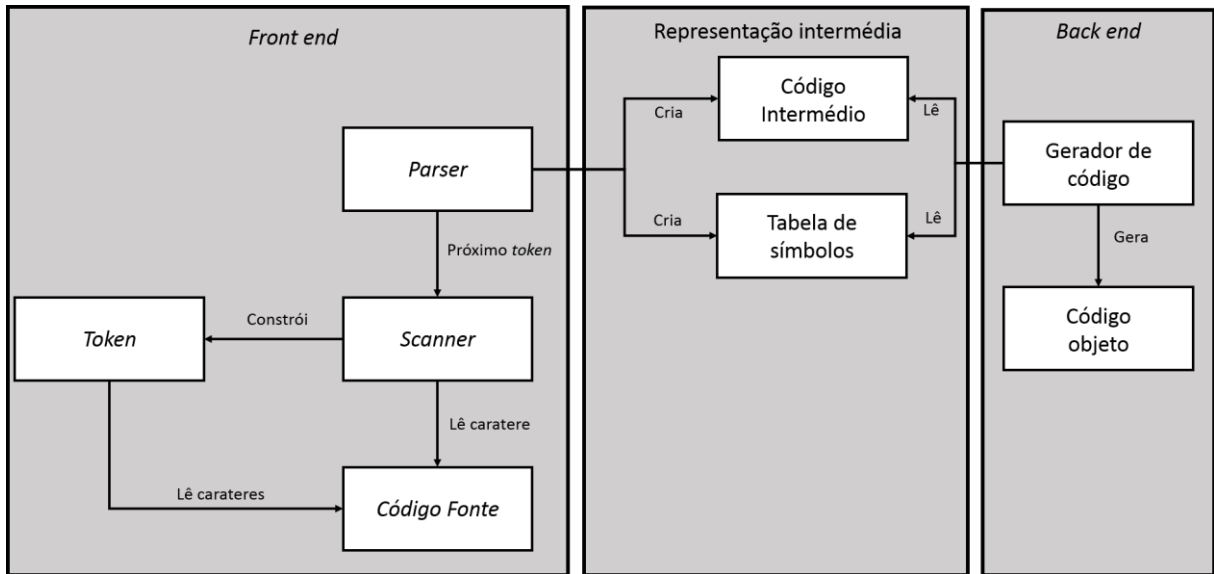 Front end
Parser
Próximo token
Token
Constrói
Scanner
Lê caratere
Lê carateres
Código Fonte
Representação intermédia
Cria
Código
Intermédio
Lê
Cria
Tabela de
símbolos
Lê
Back end
Gerador de
código
Gera
Código
objeto